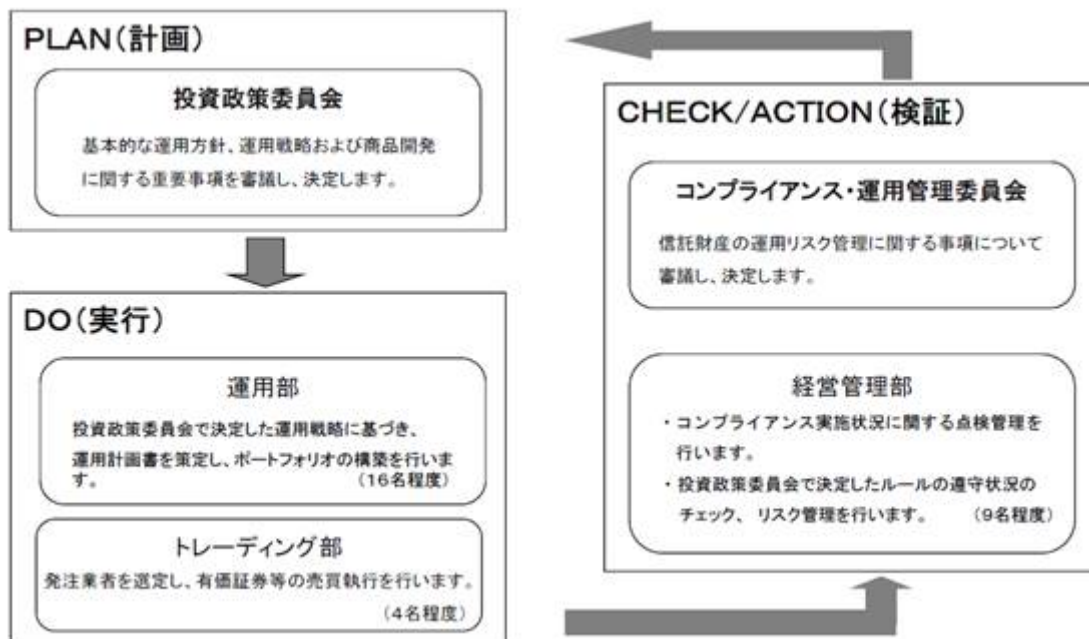 PLAN(計画)
投資政策委員会
基本的な運用方針、運用戦略および商品開発
に関する重要事項を審議し、決定します。
DO(実行)
運用部
投資政策委員会で決定した運用戦略に基づき、
運用計画書を策定し、ポートフォリオの構築を行いま
す。 (16名程度)
トレーディング部
発注業者を選定し、有価証券等の売買執行を行います。
(4名程度)
CHECK/ACTION(検証)
コンプライアンス・運用管理委員会
信託財産の運用リスク管理に関する事項について
審議し、決定します。
経営管理部
・コンプライアンス実施状況に関する点検管理を
行います。
・投資政策委員会で決定したルールの遵守状況の
チェック、リスク管理を行います。 (9名程度)